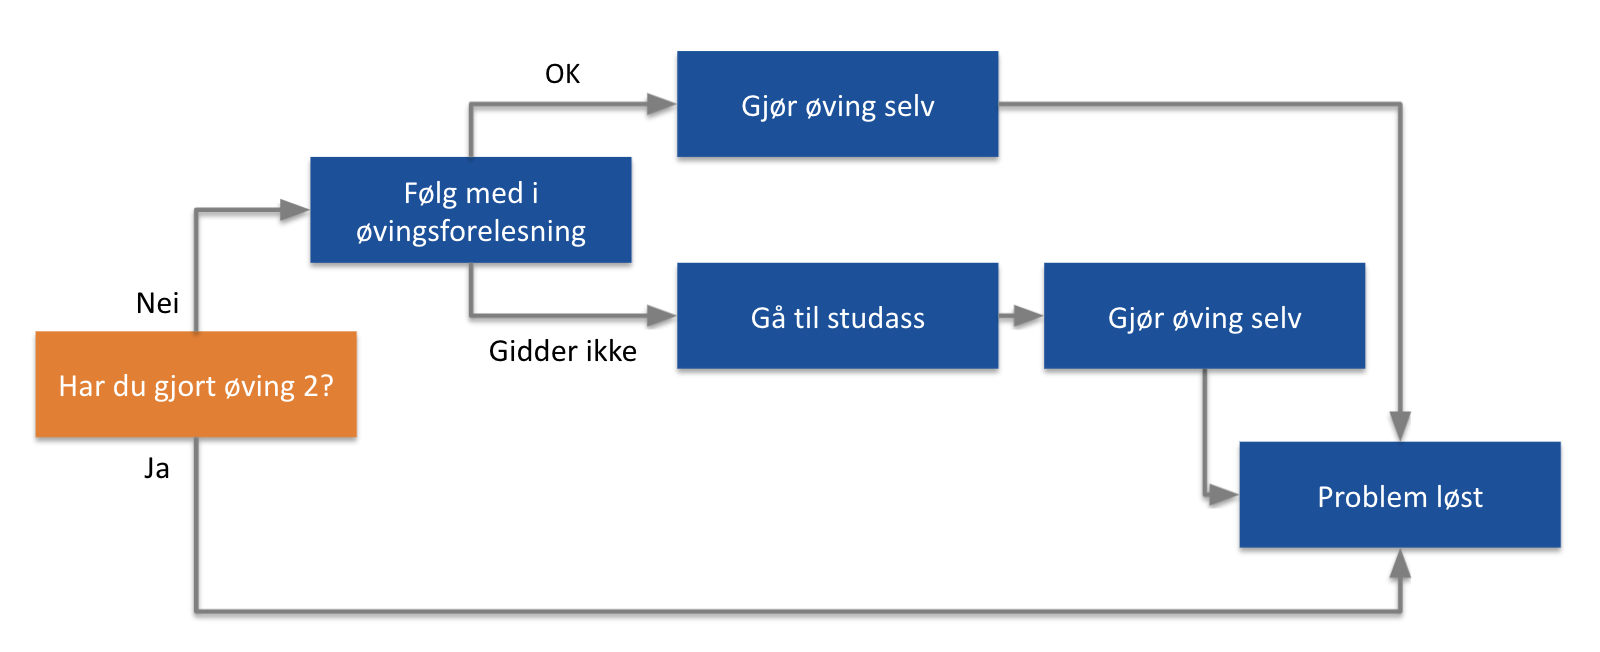 OK
Gjør øving selv
Følg med i
øvingsforelesning
Nei
Gidder ikke
Gå til studass
Gjør øving selv
Har du gjort øving 2?
Ja
Problem løst